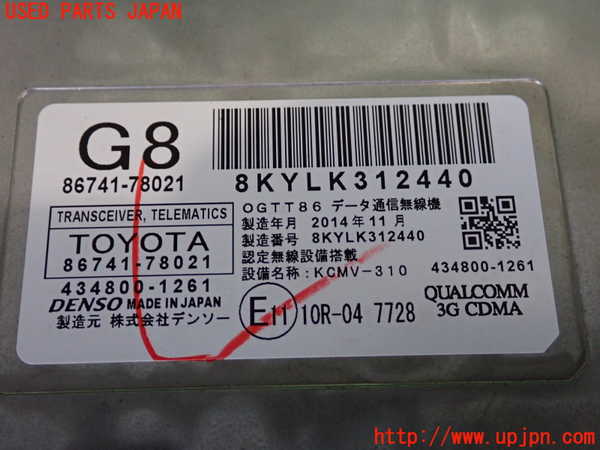 USED PARTS JAPAN
G8
86741-78021
8KYLK312440
TRANSCEIVER, TELEMATICS
TOYOTA
86741-78021
434800-1261
DENSO MADE IN JAPAN
製造元 株式会社デンソー
OGTT86 データ通信無線機
製造年月 2014年11月
製造番号 8KYLK312440
認定無線設備搭載
設備名称:KCMV-310
434800-1261
E11 10R-04 7728
QUALCOMM
3G CDMA
http://www.upjpn.com/